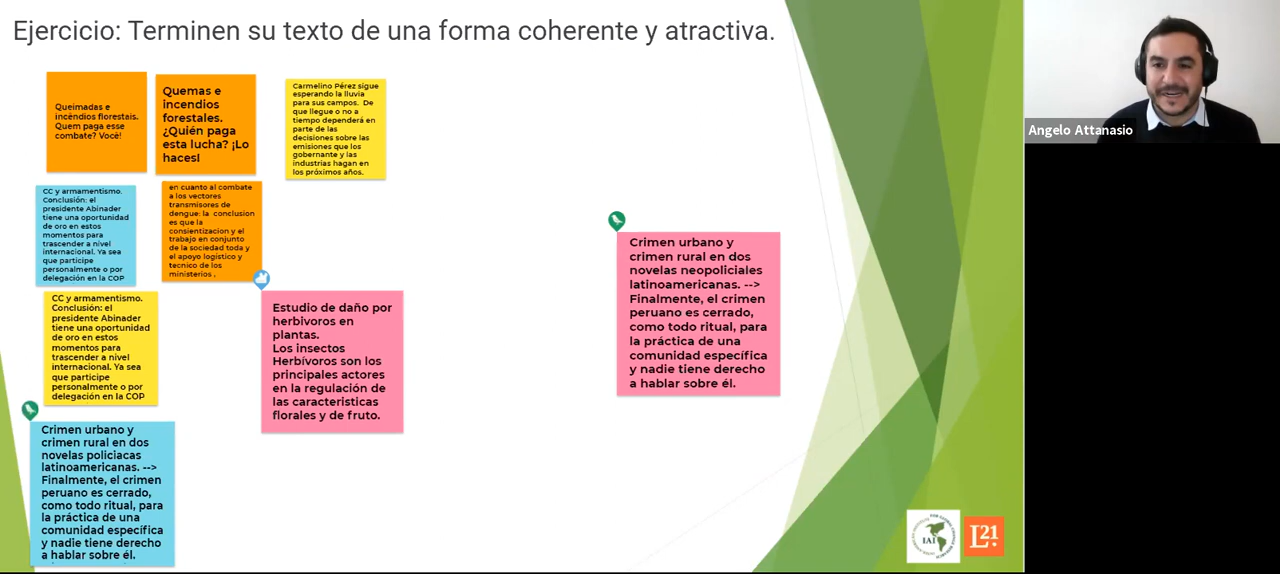 Ejercicio: Terminen su texto de una forma coherente y atractiva.
Queimadas e
incêndios florestais.
Quem paga esse
combate? Você!
Quemas e
incendios
forestales.
¿Quién paga
esta lucha? ¡Lo
haces!
Carmelino Pérez sigue
esperando la lluvia
para sus campos. De
que llegue o no a
tiempo dependerá en
parte de las
decisiones sobre las
emisiones que los
gobernante y las
industrias hagan en
los próximos años.
CC y armamentismo.
Conclusión: el
presidente Abinader
tiene una oportunidad
de oro en estos
momentos para
trascender a nivel
internacional. Ya sea
que participe
personalmente o por
delegación en la COP
en cuanto al combate
a los vectores
transmisores de
dengue: la conclusion
es que la
consientizacion y el
trabajo en conjunto
de la sociedad toda y
el apoyo logistico y
tecnico de los
ministerios ,
CC y armamentismo.
Conclusión: el
presidente Abinader
tiene una oportunidad
de oro en estos
momentos para
trascender a nivel
internacional. Ya sea
que participe
personalmente o por
delegación en la COP
Estudio de daño por
herbivoros en
plantas.
Los insectos
Herbívoros son los
principales actores
en la regulación de
las caracteristicas
florales y de fruto.
Crimen urbano y
crimen rural en dos
novelas neopoliciales
latinoamericanas. -->
Finalmente, el crimen
peruano es cerrado,
como todo ritual, para
la práctica de una
comunidad específica
y nadie tiene derecho
a hablar sobre él.
Crimen urbano y
crimen rural en dos
novelas policiacas
latinoamericanas. -->
Finalmente, el crimen
peruano es cerrado,
como todo ritual, para
la práctica de una
comunidad específica
y nadie tiene derecho
a hablar sobre él.
Angelo Attanasio
IAI
L21.